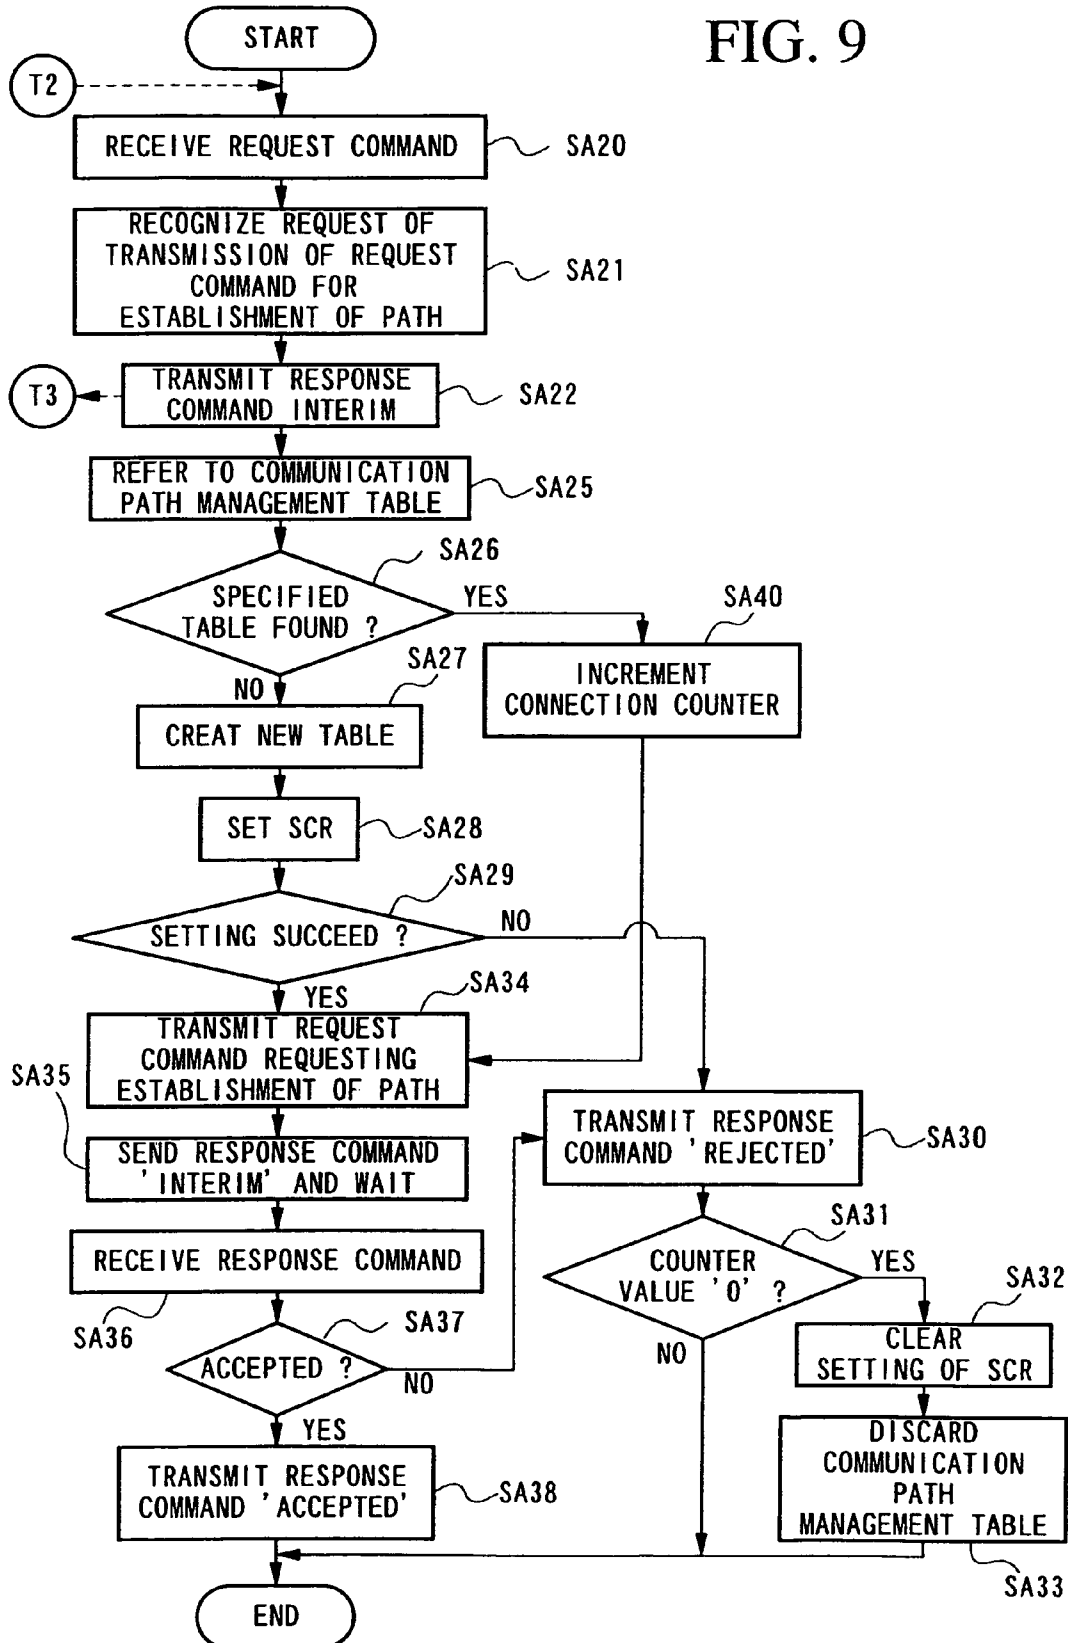 FIG. 9
START
T2
RECEIVE REQUEST COMMAND
SA20
RECOGNIZE REQUEST OF
TRANSMISSION OF REQUEST
COMMAND FOR
ESTABLISHMENT OF PATH
SA21
T3
TRANSMIT RESPONSE
COMMAND INTERIM
SA22
REFER TO COMMUNICATION
PATH MANAGEMENT TABLE
SA25
SA26
SPECIFIED
TABLE FOUND ?
YES
SA40
INCREMENT
CONNECTION COUNTER
NO
SA27
CREAT NEW TABLE
SET SCR
SA28
SA29
SETTING SUCCEED ?
NO
YES
SA34
TRANSMIT REQUEST
COMMAND REQUESTING
ESTABLISHMENT OF PATH
SA35
SEND RESPONSE COMMAND
'INTERIM' AND WAIT
TRANSMIT RESPONSE
COMMAND 'REJECTED'
SA30
RECEIVE RESPONSE COMMAND
SA36
SA31
COUNTER
VALUE '0' ?
YES
NO
SA32
CLEAR
SETTING OF SCR
SA37
ACCEPTED ?
NO
YES
TRANSMIT RESPONSE
COMMAND 'ACCEPTED'
SA38
DISCARD
COMMUNICATION
PATH
MANAGEMENT TABLE
SA33
END